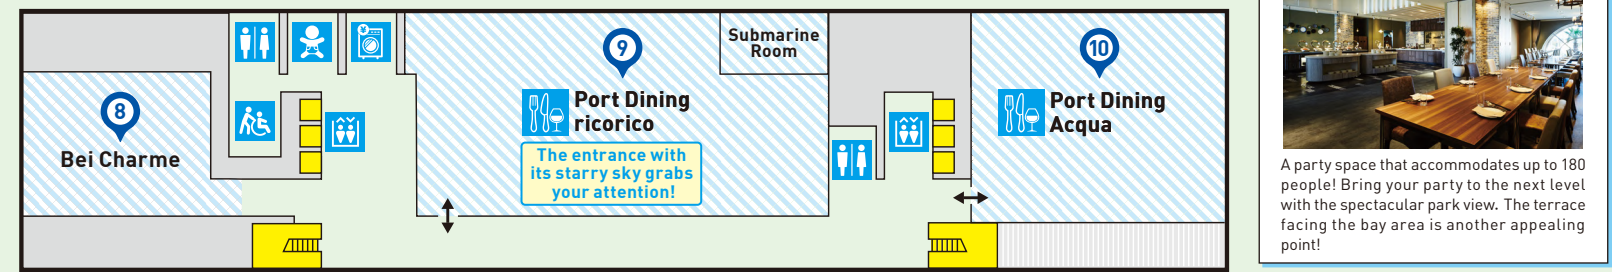 8
Bei Charme
9
Port Dining
ricorico
The entrance with
its starry sky grabs
your attention!
Submarine
Room
10
Port Dining
Acqua
A party space that accommodates up to 180
people! Bring your party to the next level
with the spectacular park view. The terrace
facing the bay area is another appealing
point!